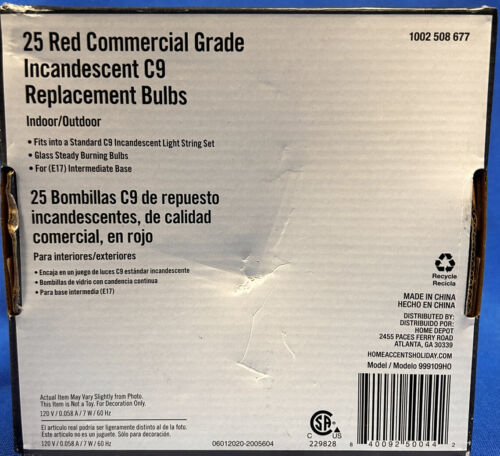 25 Red Commercial Grade
Incandescent C9
Replacement Bulbs
1002 508 677
Indoor/Outdoor
• Fits into a Standard C9 Incandescent Light String Set
• Glass Steady Burning Bulbs
• For (E17) Intermediate Base
25 Bombillas C9 de repuesto
incandescentes, de calidad
comercial, en rojo
Para interiores/exteriores
• Encaja en un juego de luces C9 estándar incandescente
• Bombillas de vidrio con candencia continua
• Para base intermedia (E17)
Recycle
Recicla
MADE IN CHINA
HECHO EN CHINA
DISTRIBUTED BY:
DISTRIBUIDO POR:
HOME DEPOT
2455 PACES FERRY ROAD
ATLANTA, GA 30339
HOMEACCENTSHOLIDAY.COM
Model / Modelo 999109HO
Actual Item May Vary Slightly from Photo.
This Item is Not a Toy. For Decoration Only.
120 V / 0.058 A / 7 W / 60 Hz
El artículo real podría ser ligeramente distinto al de la foto.
Este artículo no es un juguete. Sólo para decoración.
120 V / 0.058 A / 7 W / 60 Hz
06012020-2005604
CSA
C US
229828
8 40092 50044 2